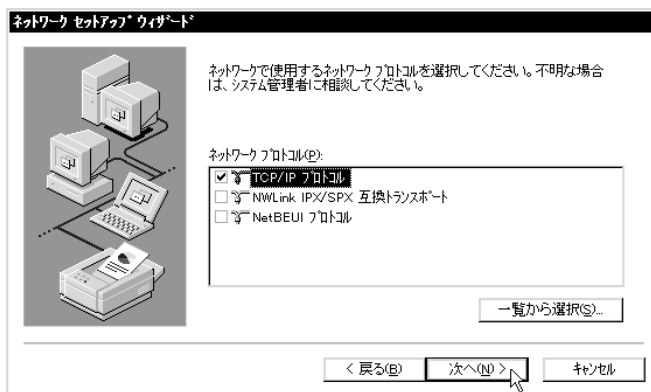 ネットワーク セットアップ ウィザード
ネットワークで使用するネットワーク プロトコルを選択してください。不明な場合
は、システム管理者に相談してください。
ネットワーク プロトコル(P):
TCP/IP プロトコル
NWLink IPX/SPX 互換トランスポート
NetBEUI プロトコル
一覧から選択(S)...
< 戻る(B)
次へ(N) >
キャンセル